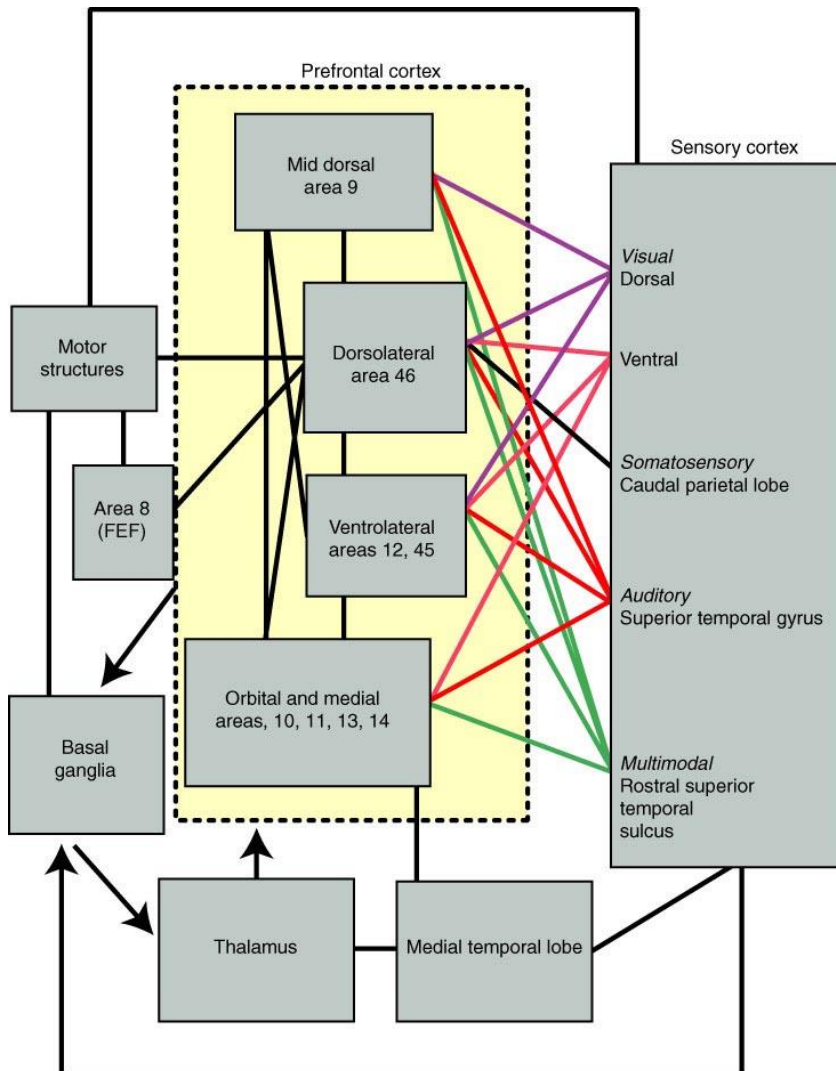 Prefrontal cortex
Sensory cortex
Mid dorsal
area 9
Visual
Dorsal
Motor
structures
Dorsolateral
area 46
Ventral
Area 8
(FEF)
Somatosensory
Caudal parietal lobe
Ventrolateral
areas 12, 45
Auditory
Superior temporal gyrus
Orbital and medial
areas, 10, 11, 13, 14
Basal
ganglia
Multimodal
Rostral superior
temporal
sulcus
Thalamus
Medial temporal lobe